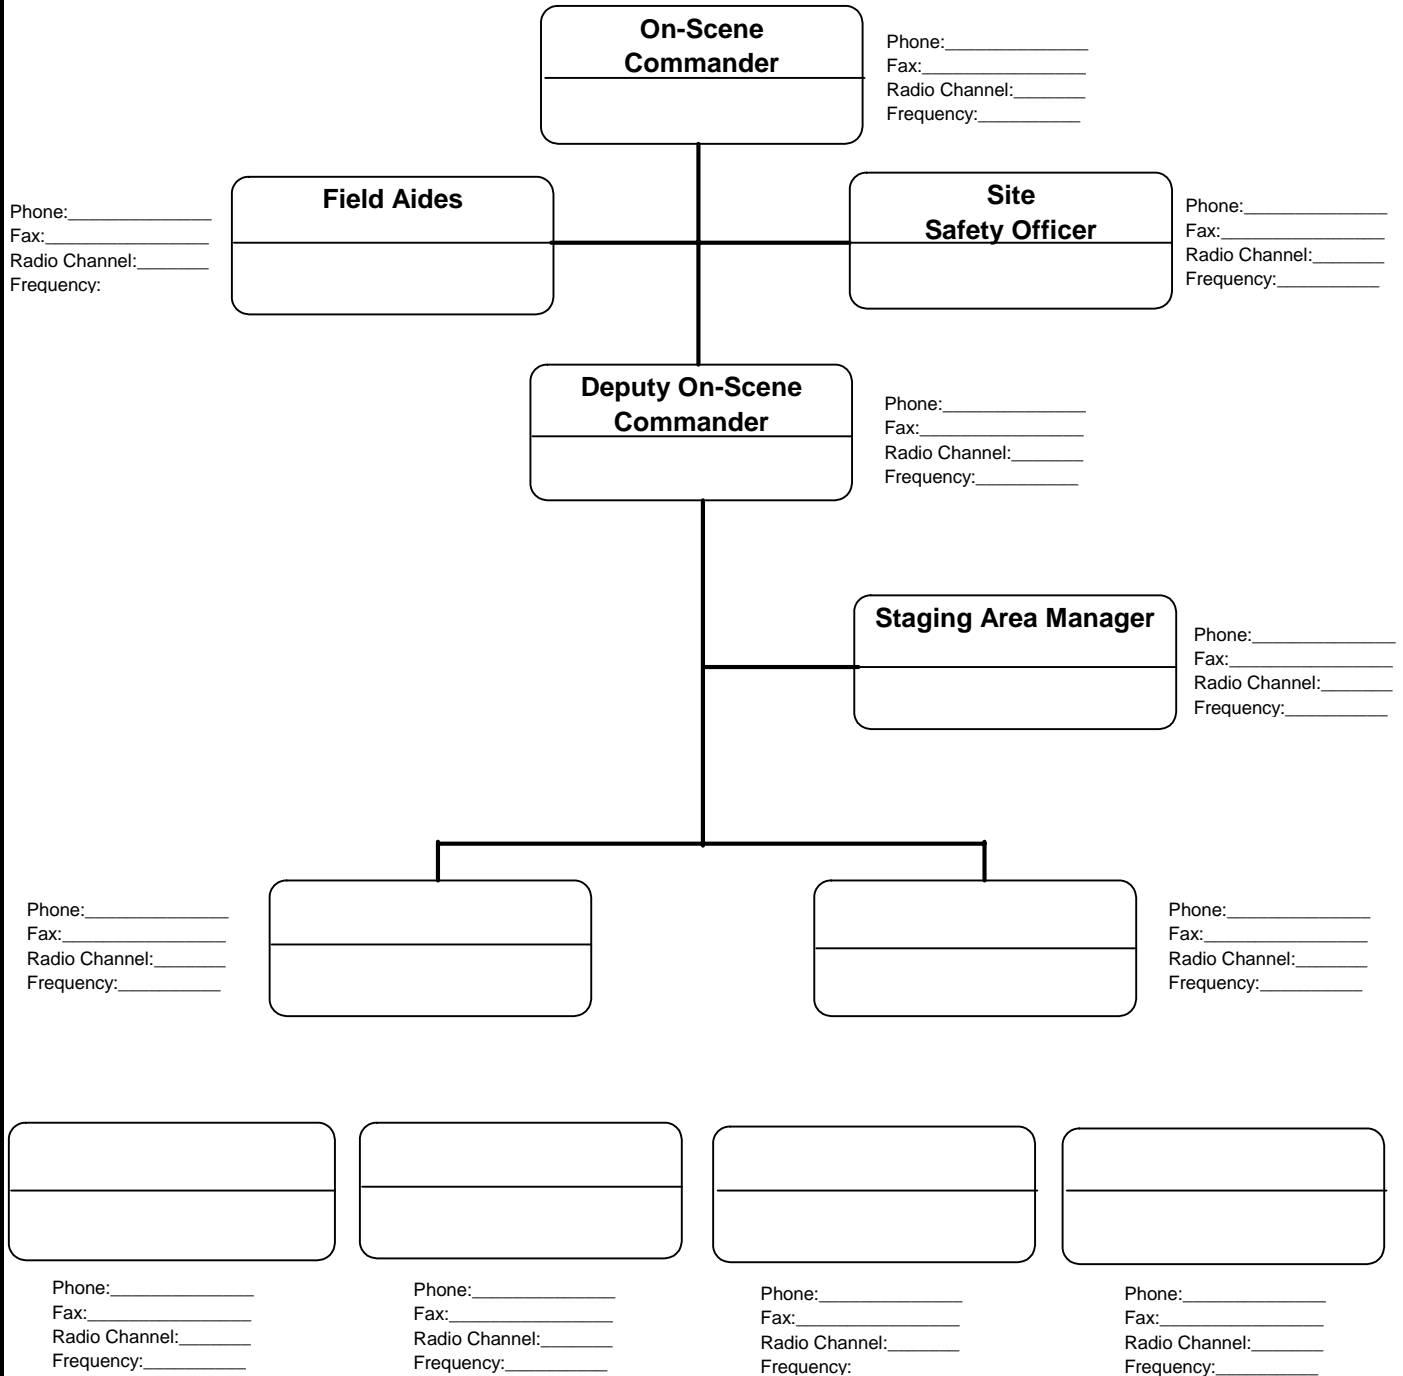 On-Scene
Commander
Phone:______________
Fax:________________
Radio Channel:_______
Frequency:__________
Phone:______________
Fax:________________
Radio Channel:_______
Frequency:
Field Aides
Site
Safety Officer
Phone:______________
Fax:________________
Radio Channel:_______
Frequency:__________
Deputy On-Scene
Commander
Phone:______________
Fax:________________
Radio Channel:_______
Frequency:__________
Staging Area Manager
Phone:______________
Fax:________________
Radio Channel:_______
Frequency:__________
Phone:______________
Fax:________________
Radio Channel:_______
Frequency:__________
Phone:______________
Fax:________________
Radio Channel:_______
Frequency:__________
Phone:______________
Fax:________________
Radio Channel:_______
Frequency:__________
Phone:______________
Fax:________________
Radio Channel:_______
Frequency:__________
Phone:______________
Fax:________________
Radio Channel:_______
Frequency:
Phone:______________
Fax:________________
Radio Channel:_______
Frequency:__________